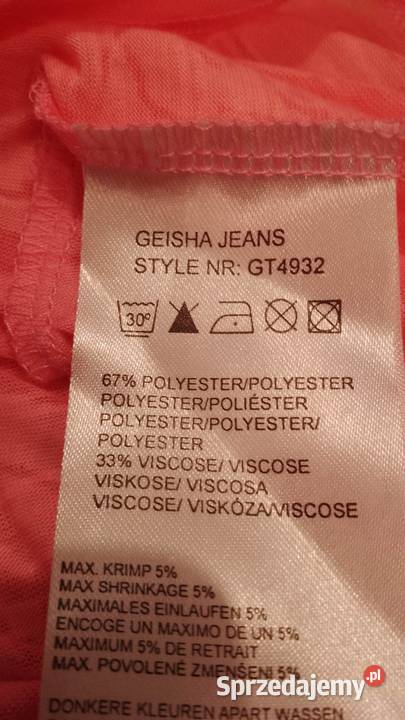 GEISHA JEANS
STYLE NR: GT4932
30°
67% POLYESTER/POLYESTER
POLYESTER/POLIÉSTER
POLYESTER/POLYESTER/
POLYESTER
33% VISCOSE/ VISCOSE
VISKOSE/ VISCOSA
VISCOSE/ VISKÓZA/VISCOSE
MAX. KRIMP 5%
MAX SHRINKAGE 5%
MAXIMALES EINLAUFEN 5%
ENCOGE UN MAXIMO DE UN 5%
MAXIMUM 5% DE RETRAIT
MAX. POVOLENÉ ZMENŠENÍ 5%
DONKERE KLEUREN APART WASSEN
Sprzedajemy.pl